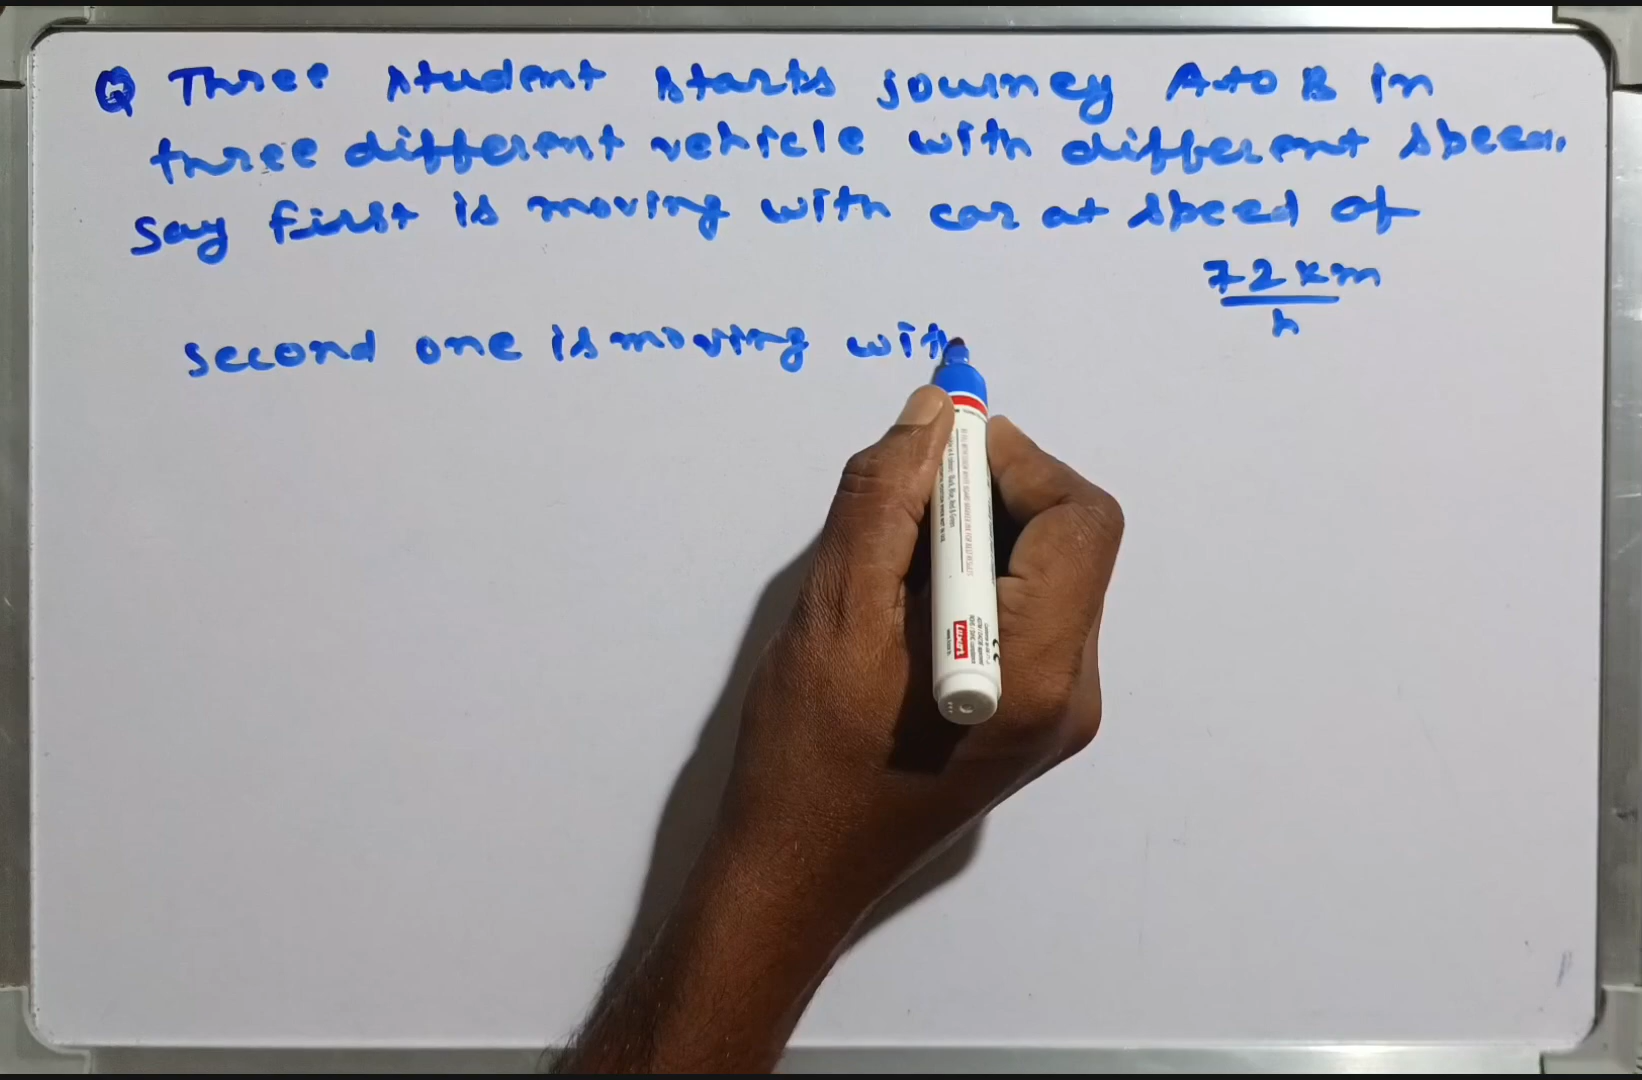 Q Three student starts journey A to B in
three different vehicle with different speed.
Say first is moving with car at speed of
72 km
h
second one is moving with
Luxor